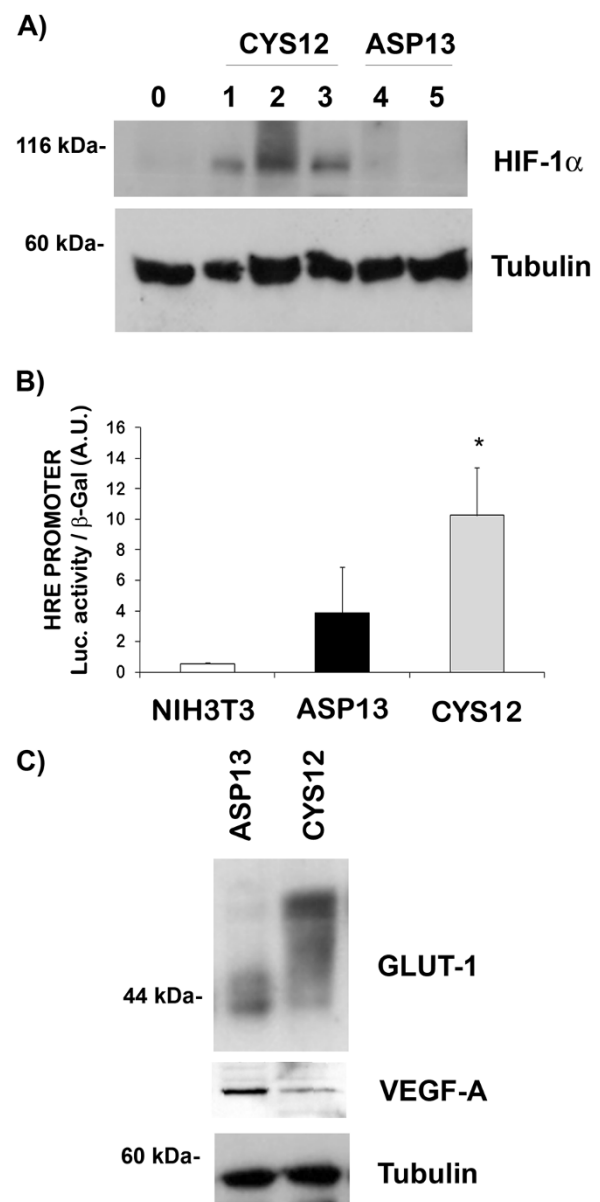 A)
CYS12 ASP13
0 1 2 3 4 5
116 kDa-
HIF-1α
60 kDa-
Tubulin
B)
HRE PROMOTER
Luc. activity / β-Gal (A.U.)
16
14
12
10
8
6
4
2
0
*
NIH3T3 ASP13 CYS12
C)
ASP13
CYS12
GLUT-1
44 kDa-
VEGF-A
60 kDa-
Tubulin